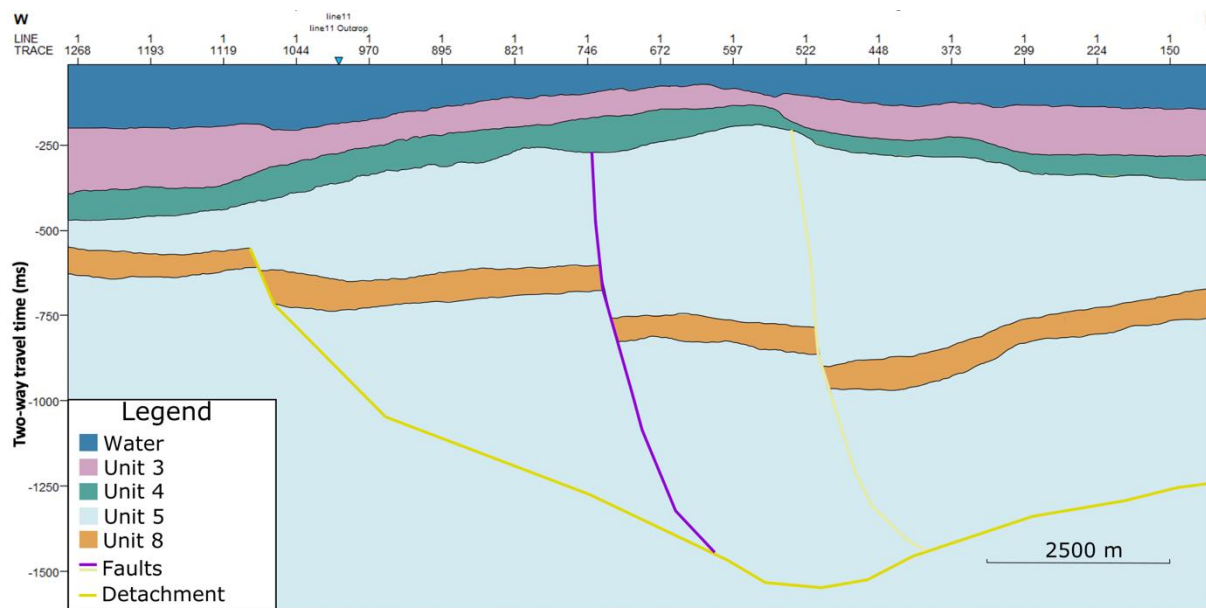 W
line11
line11 Outcrop
LINE 1 1 1 1 1 1 1 1 1 1 1 1 1 1 1 1
TRACE 1268 1193 1119 1044 970 895 821 746 672 597 522 448 373 299 224 150
-250
-500
-750
-1000
-1250
-1500
Two-way travel time (ms)
Legend
Water
Unit 3
Unit 4
Unit 5
Unit 8
Faults
Detachment
2500 m